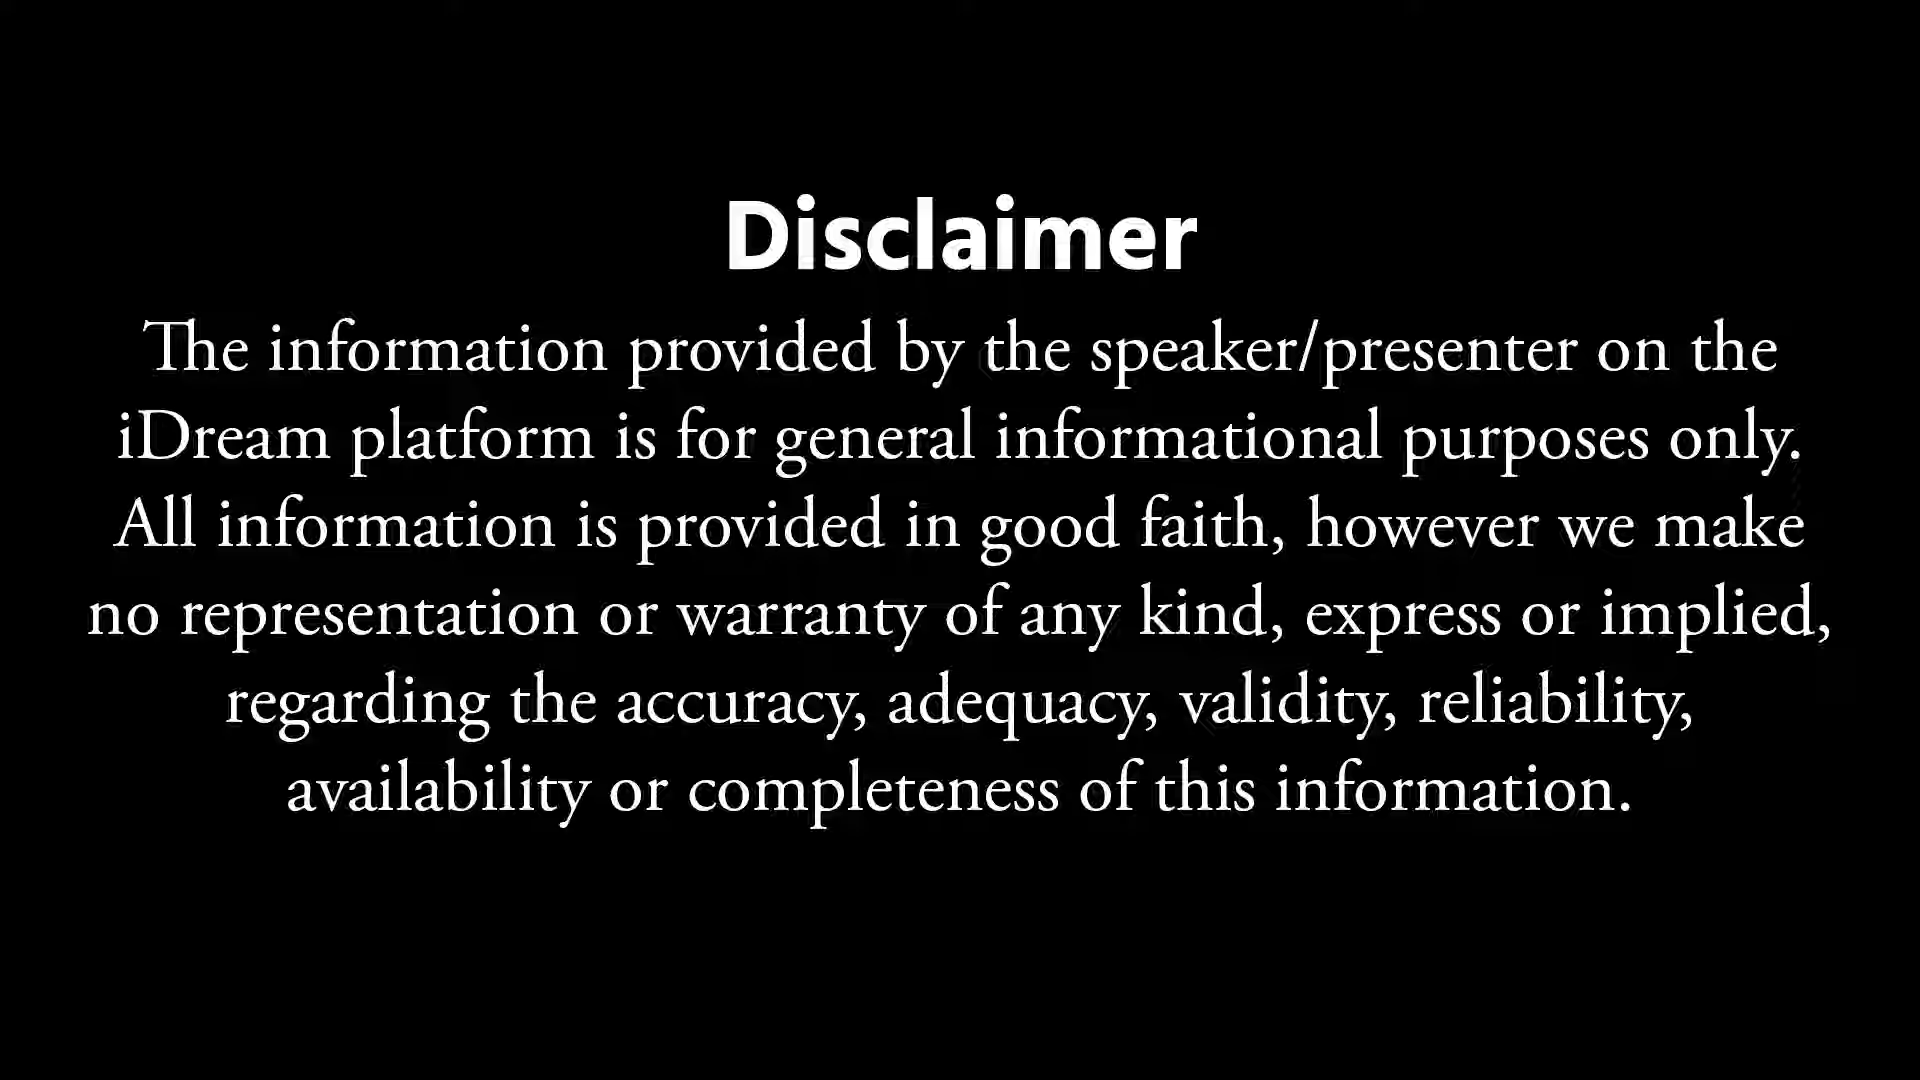 Disclaimer
The information provided by the speaker/presenter on the
iDream platform is for general informational purposes only.
All information is provided in good faith, however we make
no representation or warranty of any kind, express or implied,
regarding the accuracy, adequacy, validity, reliability,
availability or completeness of this information.